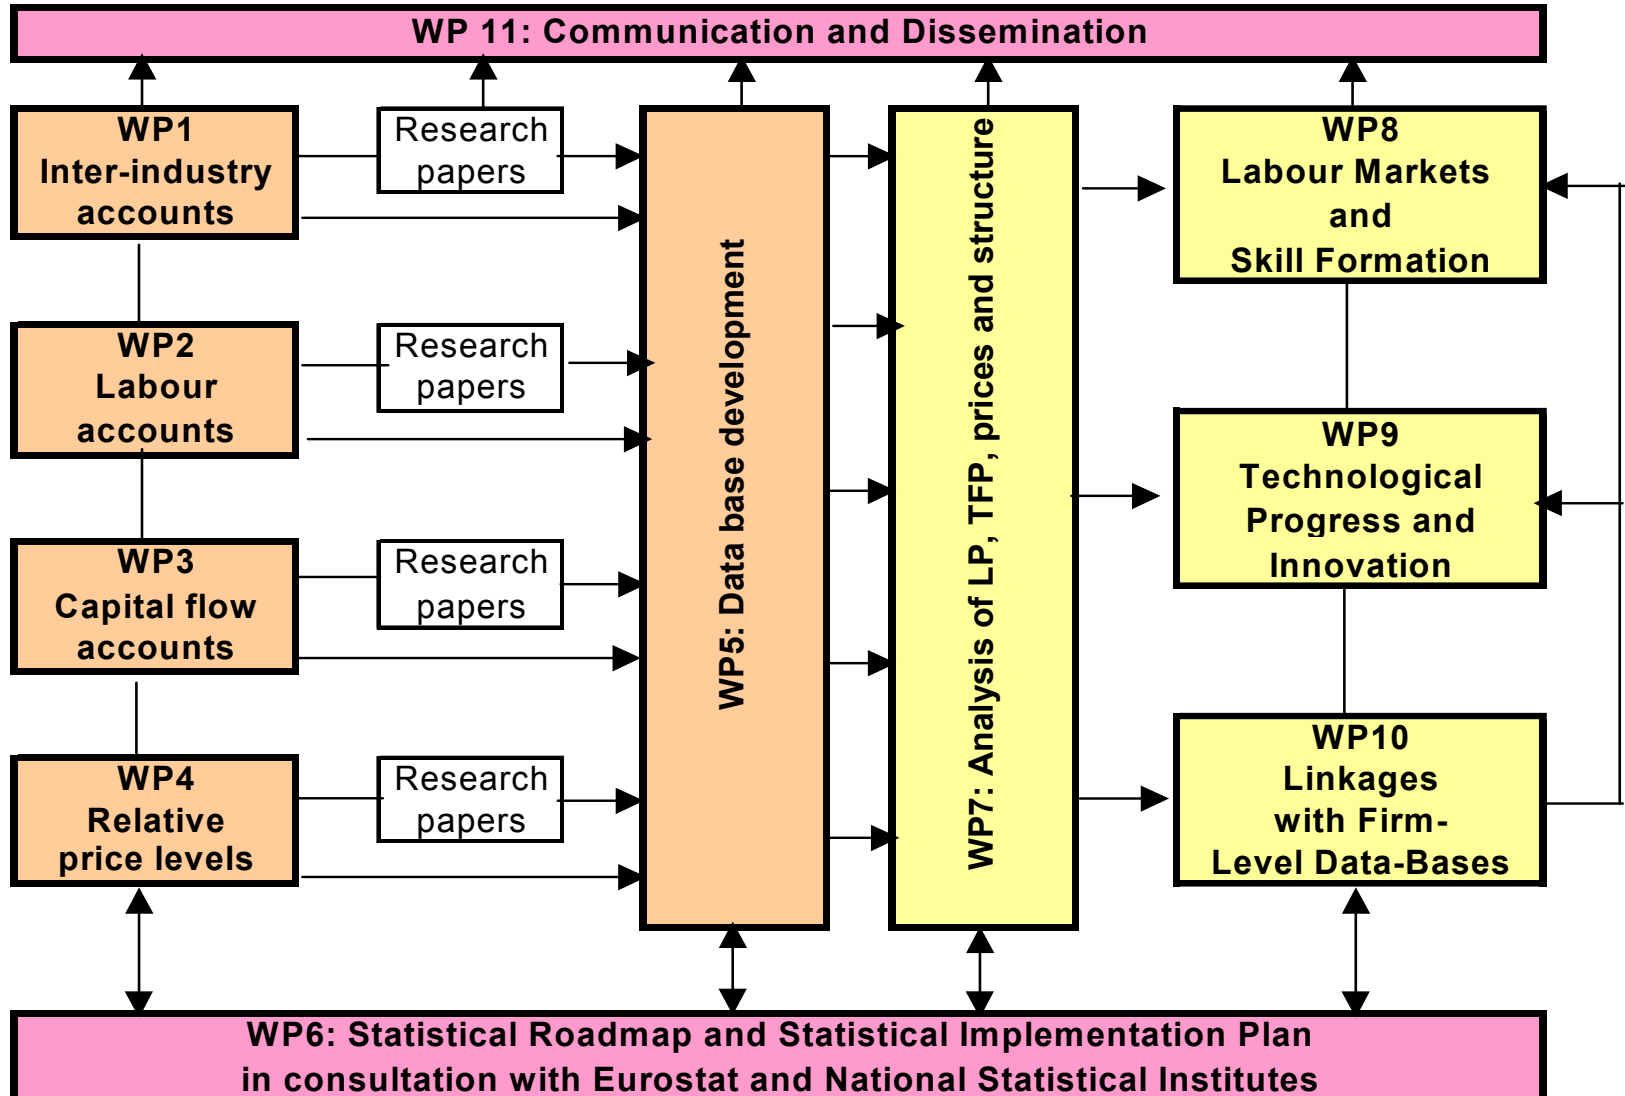 WP 11: Communication and Dissemination
WP1
Inter-industry
accounts
Research
papers
WP2
Labour
accounts
Research
papers
WP3
Capital flow
accounts
Research
papers
WP4
Relative
price levels
Research
papers
WP5: Data base development
WP7: Analysis of LP, TFP, prices and structure
WP8
Labour Markets
and
Skill Formation
WP9
Technological
Progress and
Innovation
WP10
Linkages
with Firm-
Level Data-Bases
WP6: Statistical Roadmap and Statistical Implementation Plan
in consultation with Eurostat and National Statistical Institutes